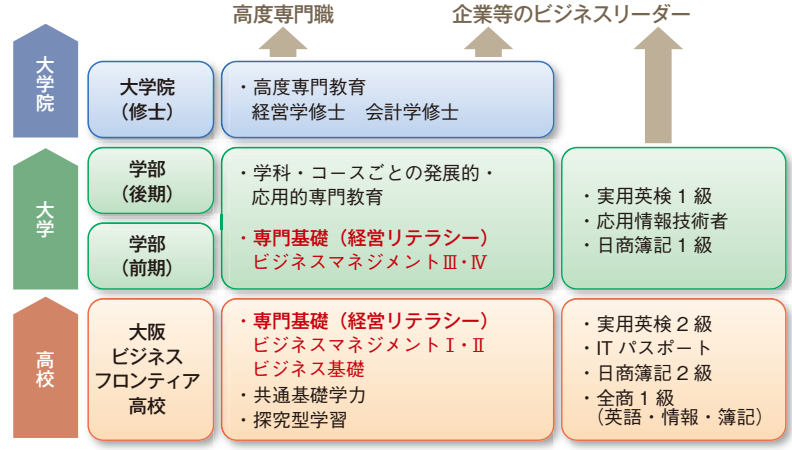 高度専門職
企業等のビジネスリーダー
大学院
大学院
（修士）
・高度専門教育
経営学修士　会計学修士
大学
学部
（後期）
・学科・コースごとの発展的・
応用的専門教育
学部
（前期）
・専門基礎（経営リテラシー）
ビジネスマネジメントⅢ・Ⅳ
・実用英検１級
・応用情報技術者
・日商簿記１級
高校
大阪
ビジネス
フロンティア
高校
・専門基礎（経営リテラシー）
ビジネスマネジメントⅠ・Ⅱ
ビジネス基礎
・共通基礎学力
・探究型学習
・実用英検２級
・ITパスポート
・日商簿記２級
・全商１級
（英語・情報・簿記）